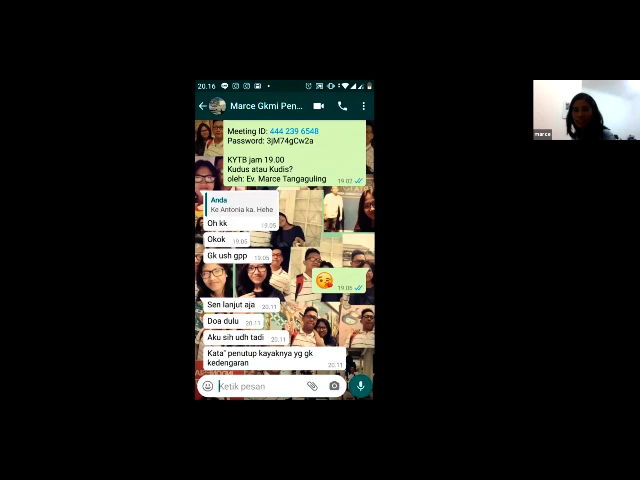 20.16
Marce Gkmi Pen...
Meeting ID: 444 239 6548
Password: 3jM74gCw2a
KYTB jam 19.00
Kudus atau Kudis?
oleh: Ev. Marce Tangaguling
19.02
Anda
Ke Antonia ka. Hehe
Oh kk
19.05
Okok
19.05
Gk ush gpp
19.05
19.05
Sen lanjut aja
20.11
Doa dulu
20.11
Aku sih udh tadi
20.11
Kata" penutup kayaknya yg gk
kedengaran
20.11
Ketik pesan
marce